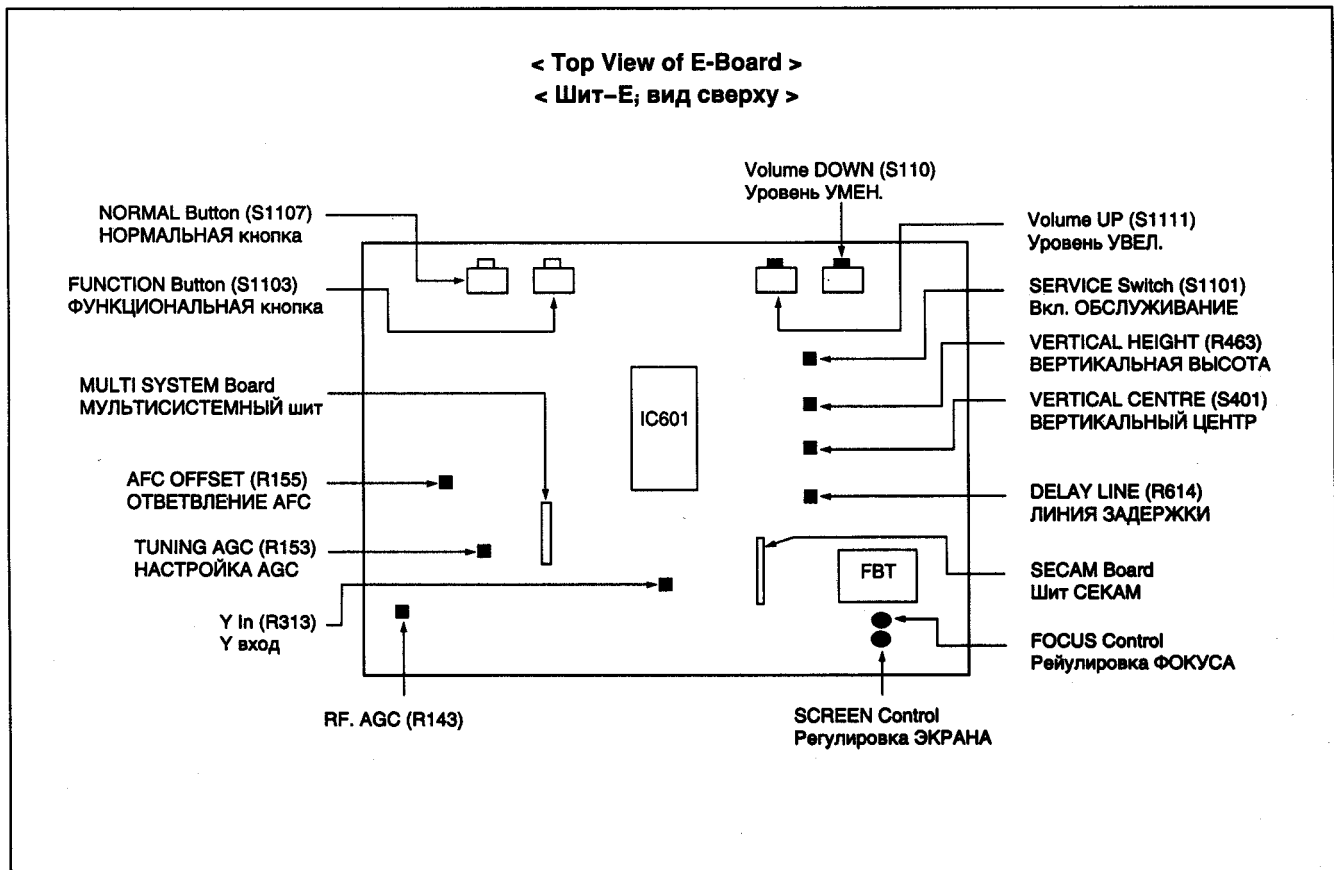 < Top View of E-Board >
< Шит–Е; вид сверху >
Volume DOWN (S110)
Уровень УМЕН.
NORMAL Button (S1107)
НОРМАЛЬНАЯ кнопка
Volume UP (S1111)
Уровень УВЕЛ.
FUNCTION Button (S1103)
ФУНКЦИОНАЛЬНАЯ кнопка
SERVICE Switch (S1101)
Вкл. ОБСЛУЖИВАНИЕ
VERTICAL HEIGHT (R463)
ВЕРТИКАЛЬНАЯ ВЫСОТА
MULTI SYSTEM Board
МУЛЬТИСИСТЕМНЫЙ шит
IC601
VERTICAL CENTRE (S401)
ВЕРТИКАЛЬНЫЙ ЦЕНТР
AFC OFFSET (R155)
ОТВЕТВЛЕНИЕ AFC
DELAY LINE (R614)
ЛИНИЯ ЗАДЕРЖКИ
TUNING AGC (R153)
НАСТРОЙКА AGC
FBT
SECAM Board
Шит СЕКАМ
Y In (R313)
Y вход
FOCUS Control
Рейулировка ФОКУСА
RF. AGC (R143)
SCREEN Control
Регулировка ЭКРАНА